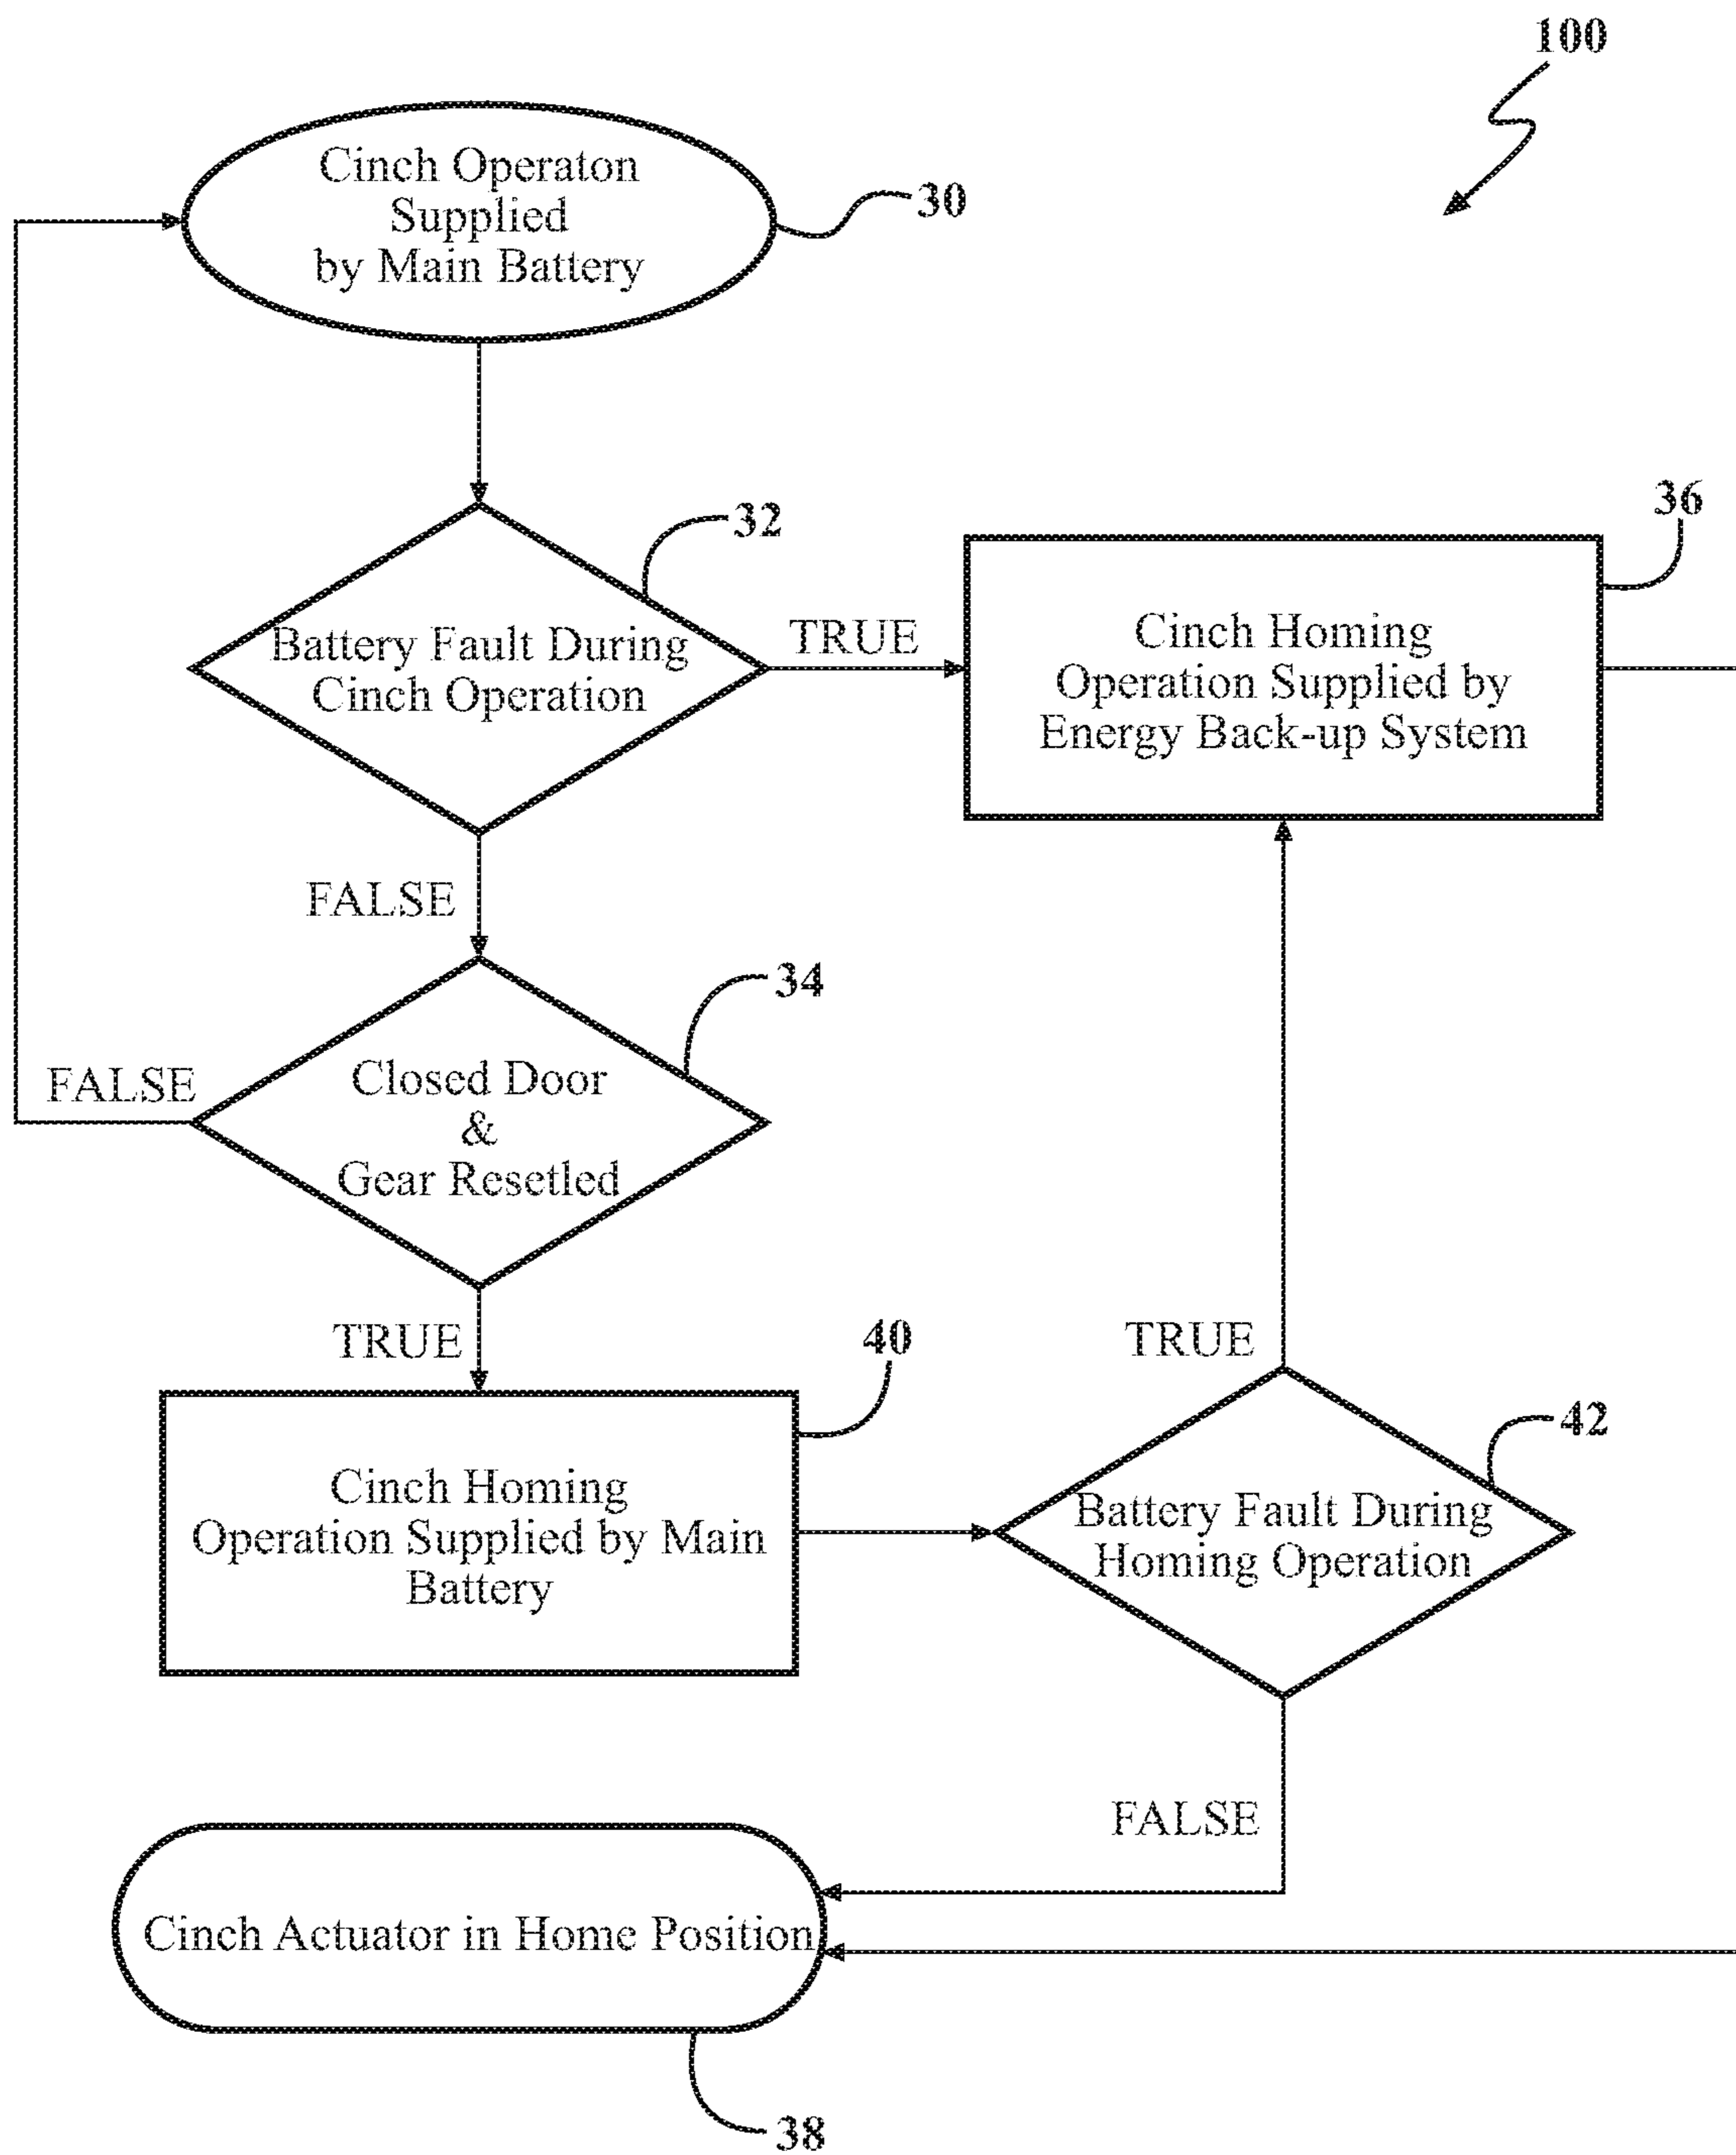 100
Cinch Operaton
Supplied
by Main Battery
30
32
Battery Fault During
Cinch Operation
TRUE
36
Cinch Homing
Operation Supplied by
Energy Back-up System
FALSE
34
Closed Door
&
Gear Resetled
FALSE
TRUE
40
Cinch Homing
Operation Supplied by Main
Battery
TRUE
42
Battery Fault During
Homing Operation
FALSE
Cinch Actuator in Home Position
38